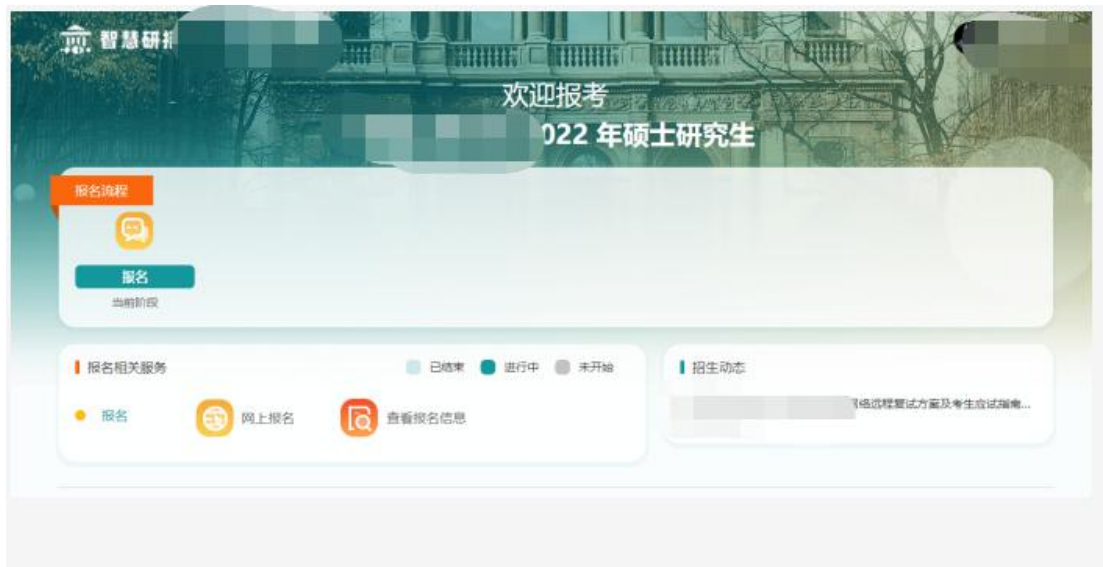 智慧研招
欢迎报考
022 年硕士研究生
报名流程
报名
当前阶段
报名相关服务
已结束 进行中 未开始
招生动态
报名 网上报名 查看报名信息
网络远程复试方案及考生应试指南...